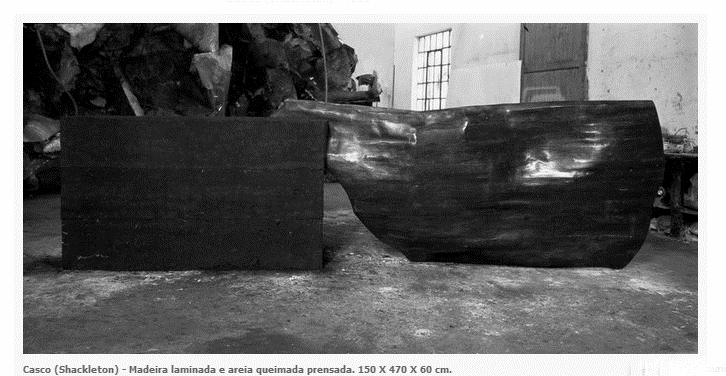 Casco (Shackleton) - Madeira laminada e areia queimada prensada. 150 X 470 X 60 cm.